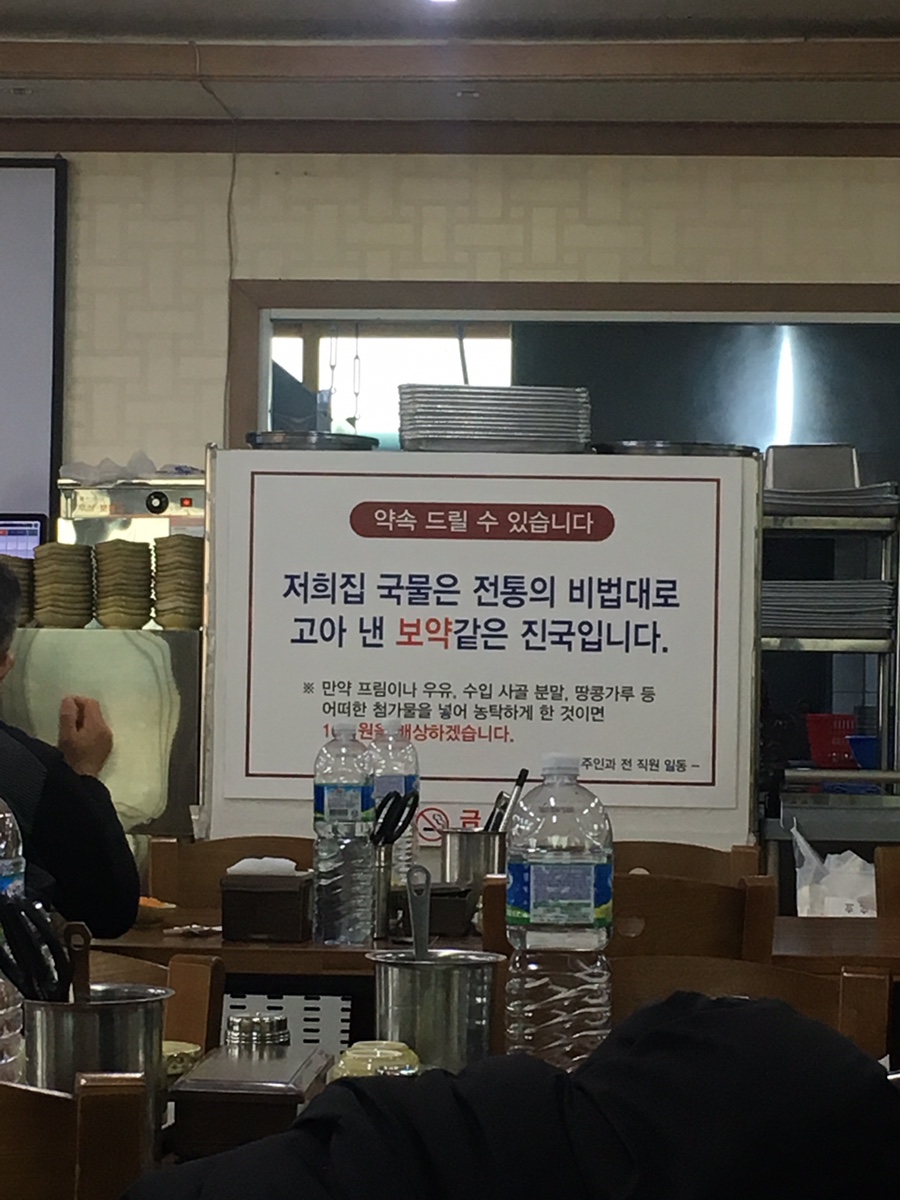 약속 드릴 수 있습니다
저희집 국물은 전통의 비법대로
고아 낸 보약같은 진국입니다.
※ 만약 프림이나 우유, 수입 사골 분말, 땅콩가루 등
어떠한 첨가물을 넣어 농탁하게 한 것이면
배상하겠습니다.
주인과 전 직원 일동 –
금